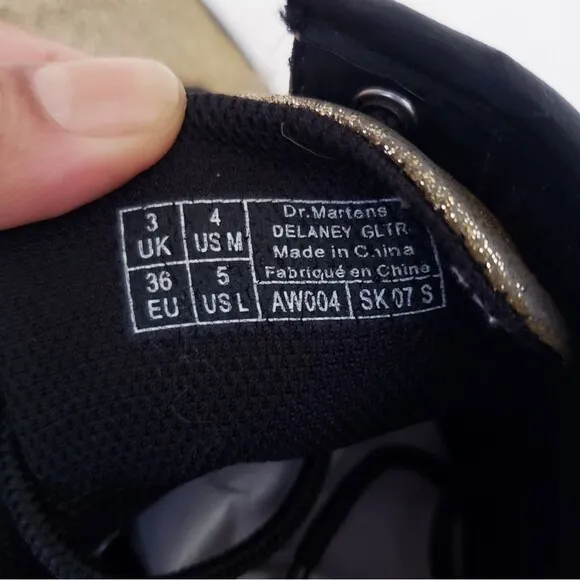 3 UK
4 US M
36 EU
5 US L
Dr.Martens
DELANEY GLTR
Made in China
Fabriqué en Chine
AW004
SK 07 S